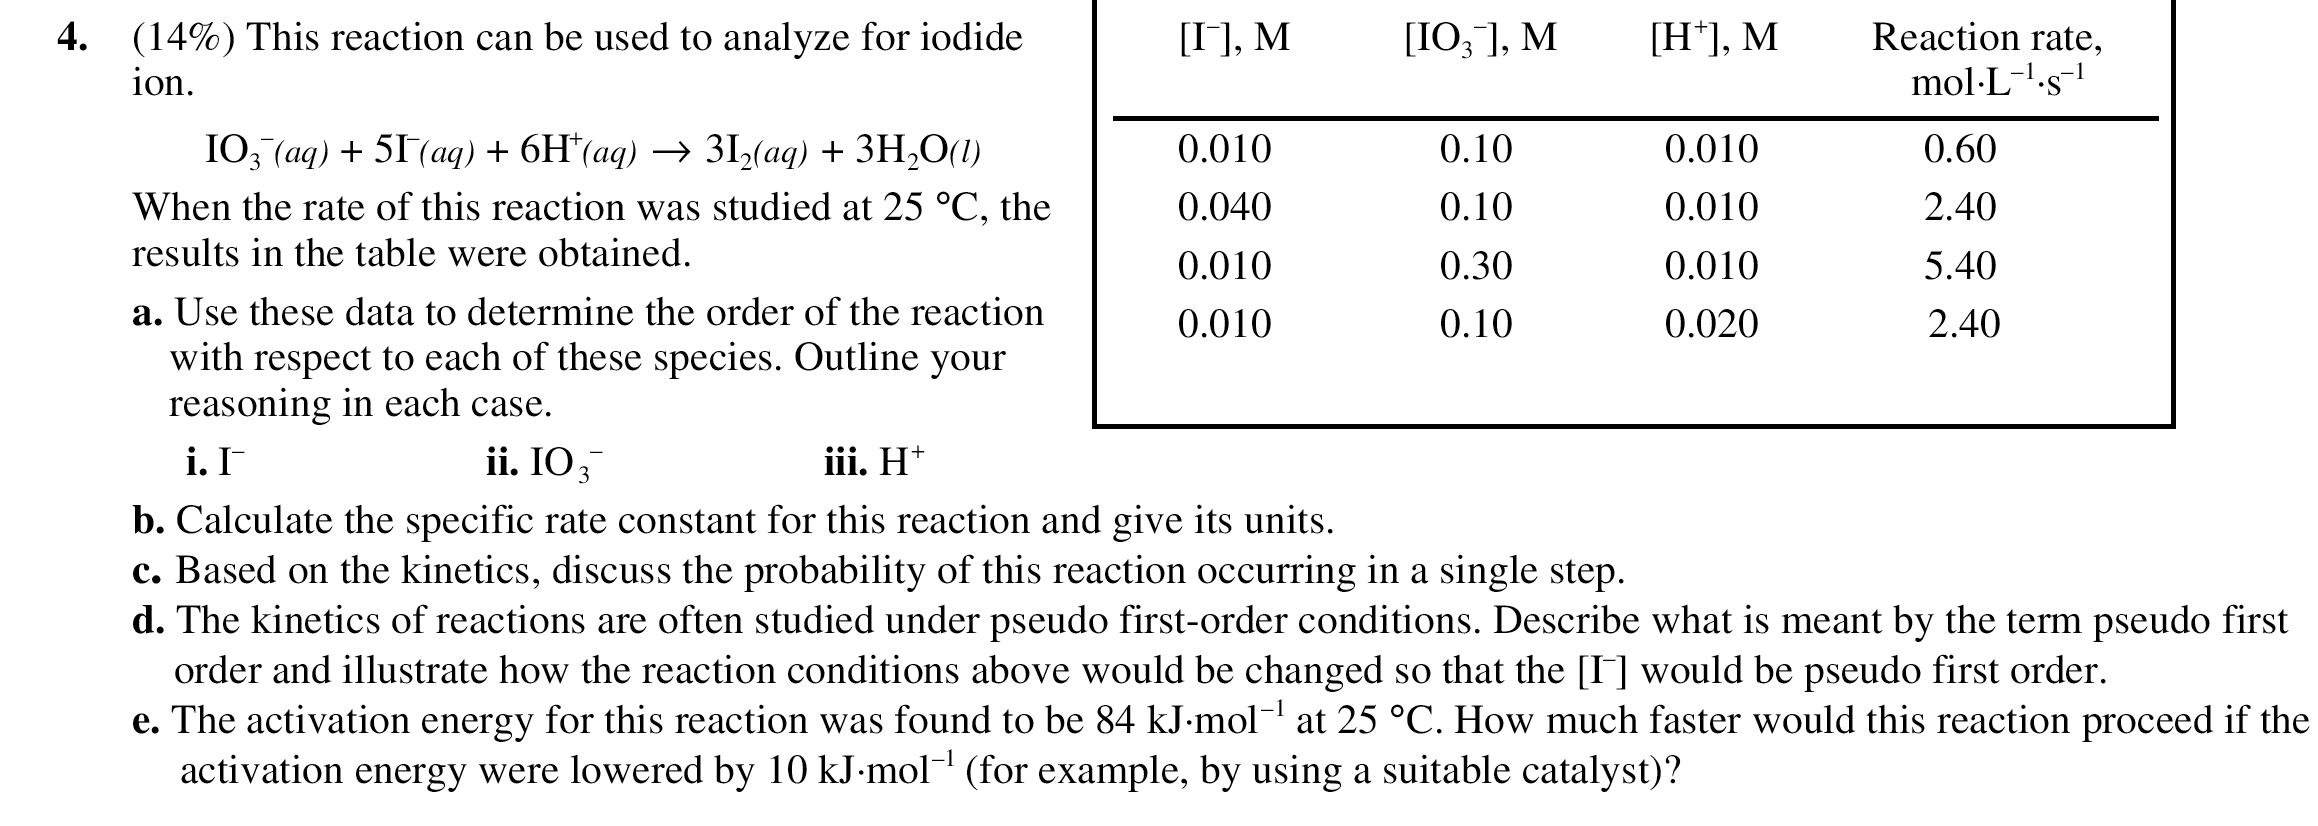 4. (14%) This reaction can be used to analyze for iodide
ion.
IO₃⁻(aq) + 5I⁻(aq) + 6H⁺(aq) → 3I₂(aq) + 3H₂O(l)
When the rate of this reaction was studied at 25 °C, the
results in the table were obtained.
a. Use these data to determine the order of the reaction
with respect to each of these species. Outline your
reasoning in each case.
i. I⁻ ii. IO₃⁻ iii. H⁺
[I⁻], M [IO₃⁻], M [H⁺], M Reaction rate,
mol·L⁻¹·s⁻¹
0.010 0.10 0.010 0.60
0.040 0.10 0.010 2.40
0.010 0.30 0.010 5.40
0.010 0.10 0.020 2.40
b. Calculate the specific rate constant for this reaction and give its units.
c. Based on the kinetics, discuss the probability of this reaction occurring in a single step.
d. The kinetics of reactions are often studied under pseudo first-order conditions. Describe what is meant by the term pseudo first
order and illustrate how the reaction conditions above would be changed so that the [I⁻] would be pseudo first order.
e. The activation energy for this reaction was found to be 84 kJ·mol⁻¹ at 25 °C. How much faster would this reaction proceed if the
activation energy were lowered by 10 kJ·mol⁻¹ (for example, by using a suitable catalyst)?